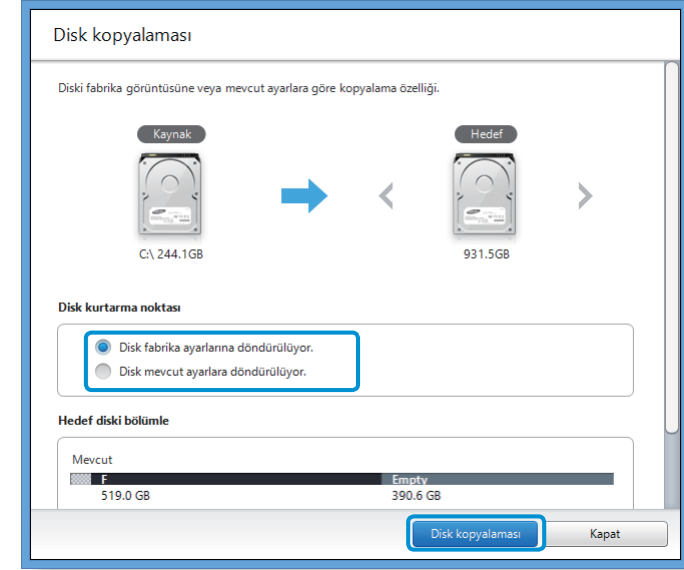 Disk kopyalaması
Diski fabrika görüntüsüne veya mevcut ayarlara göre kopyalama özelliği.
Kaynak
Hedef
C:\ 244.1GB
931.5GB
Disk kurtarma noktası
Disk fabrika ayarlarına döndürülüyor.
Disk mevcut ayarlara döndürülüyor.
Hedef diski bölümle
Mevcut
F
Empty
519.0 GB
390.6 GB
Disk kopyalaması
Kapat